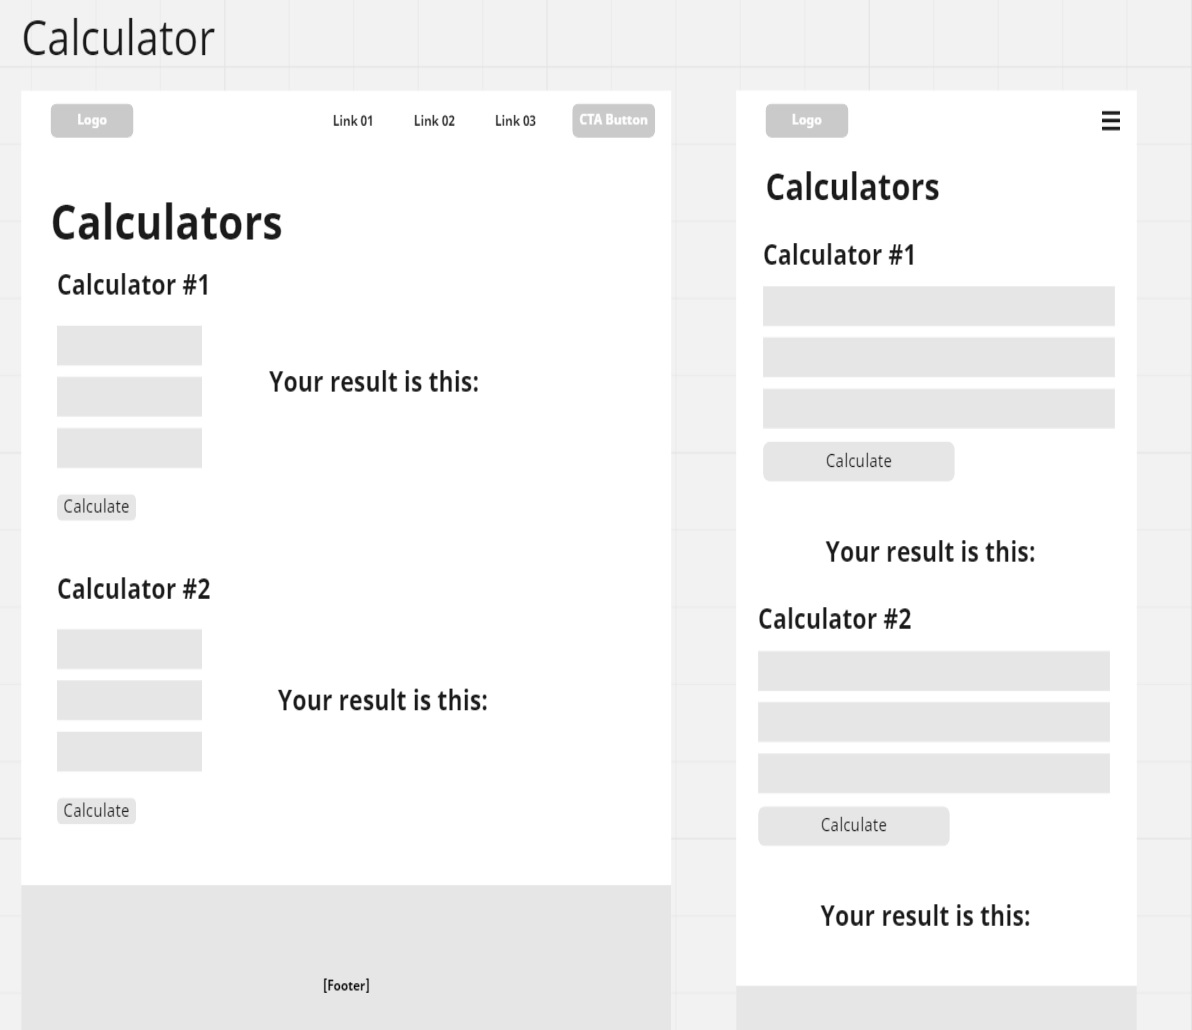 Calculator
Logo
Link 01
Link 02
Link 03
CTA Button
Calculators
Calculator #1
Your result is this:
Calculate
Calculator #2
Your result is this:
Calculate
[Footer]
Logo
Calculators
Calculator #1
Calculate
Your result is this:
Calculator #2
Calculate
Your result is this: